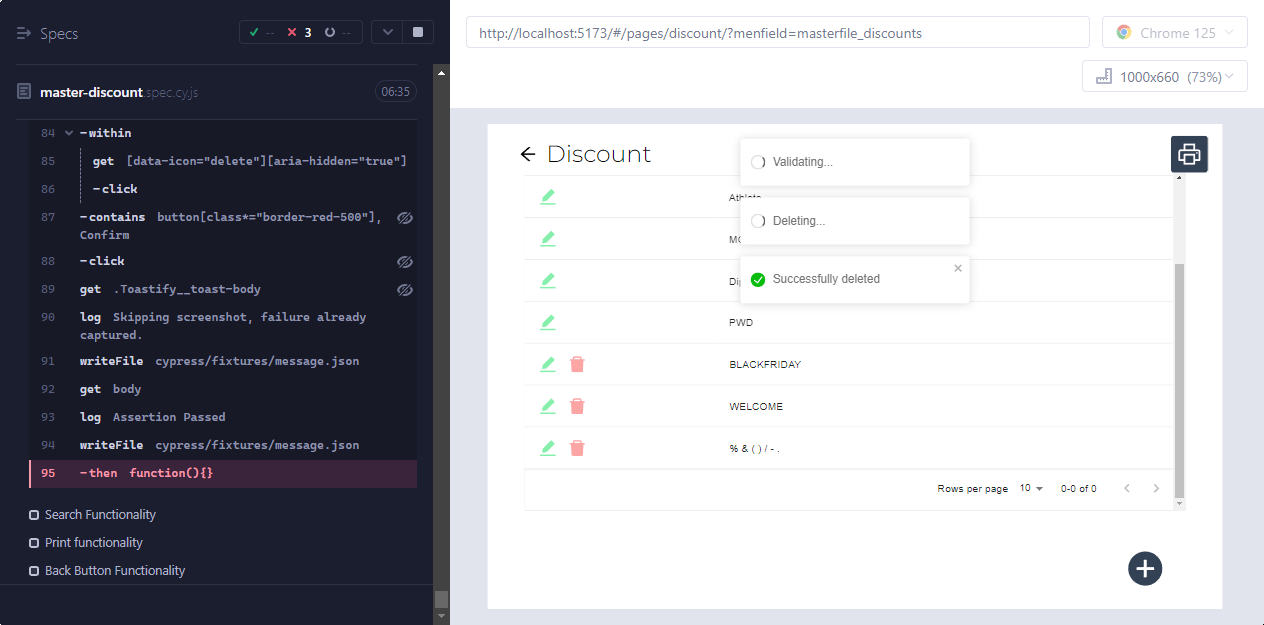 Specs
-- 3 --
master-discount.spec.cy.js 06:35
84 -within
85 get [data-icon="delete"][aria-hidden="true"]
86 -click
87 -contains button[class*="border-red-500"],
Confirm
88 -click
89 get .Toastify__toast-body
90 log Skipping screenshot, failure already
captured.
91 writeFile cypress/fixtures/message.json
92 get body
93 log Assertion Passed
94 writeFile cypress/fixtures/message.json
95 -then function(){}
Search Functionality
Print functionality
Back Button Functionality
http://localhost:5173/#/pages/discount/?menfield=masterfile_discounts
Chrome 125
1000x660 (73%)
Discount
Validating...
Deleting...
Successfully deleted
PWD
BLACKFRIDAY
WELCOME
% & ( ) / - .
Rows per page 10 0-0 of 0